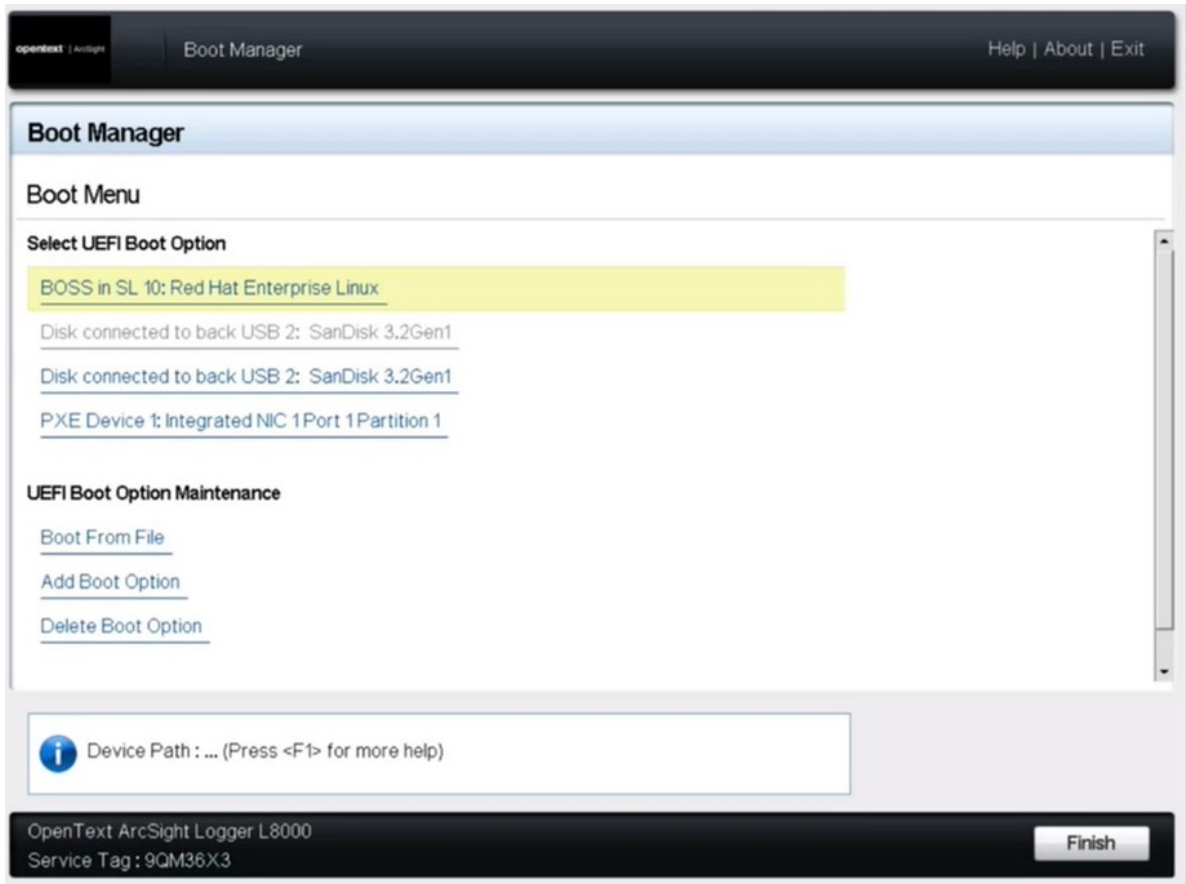 opentext | ArcSight
Boot Manager
Help | About | Exit
Boot Manager
Boot Menu
Select UEFI Boot Option
BOSS in SL 10: Red Hat Enterprise Linux
Disk connected to back USB 2: SanDisk 3.2Gen1
Disk connected to back USB 2: SanDisk 3.2Gen1
PXE Device 1: Integrated NIC 1 Port 1 Partition 1
UEFI Boot Option Maintenance
Boot From File
Add Boot Option
Delete Boot Option
Device Path : ... (Press <F1> for more help)
OpenText ArcSight Logger L8000
Service Tag : 9QM36X3
Finish